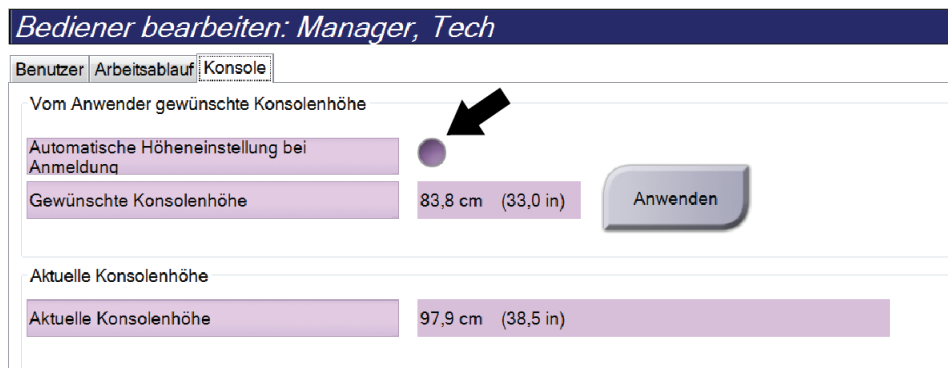 Bediener bearbeiten: Manager, Tech
Benutzer Arbeitsablauf Konsole
Vom Anwender gewünschte Konsolenhöhe
Automatische Höheneinstellung bei
Anmeldung
Gewünschte Konsolenhöhe 83,8 cm (33,0 in) Anwenden
Aktuelle Konsolenhöhe
Aktuelle Konsolenhöhe 97,9 cm (38,5 in)